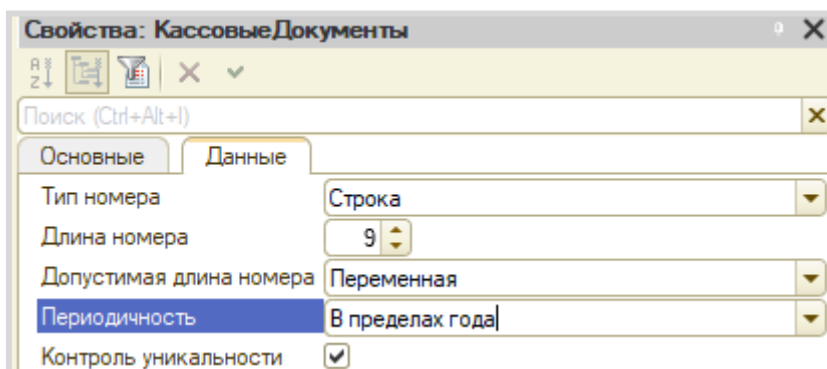 Свойства: КассовыеДокументы
Поиск (Ctrl+Alt+I)
Основные Данные
Тип номера Строка
Длина номера 9
Допустимая длина номера Переменная
Периодичность В пределах года
Контроль уникальности